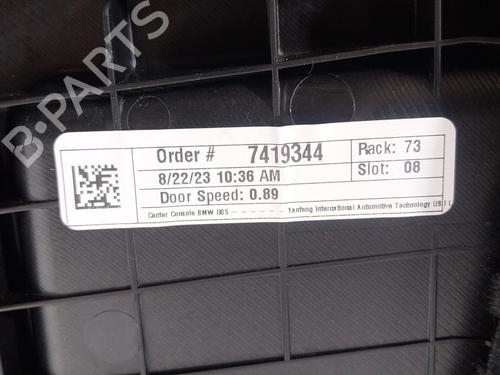 B-PARTS
Order # 7419344 Rack: 73
8/22/23 10:36 AM Slot: 08
Door Speed: 0.89
Center Console BMW G05 - - - - - - - Yanfeng International Automotive Technology US I L